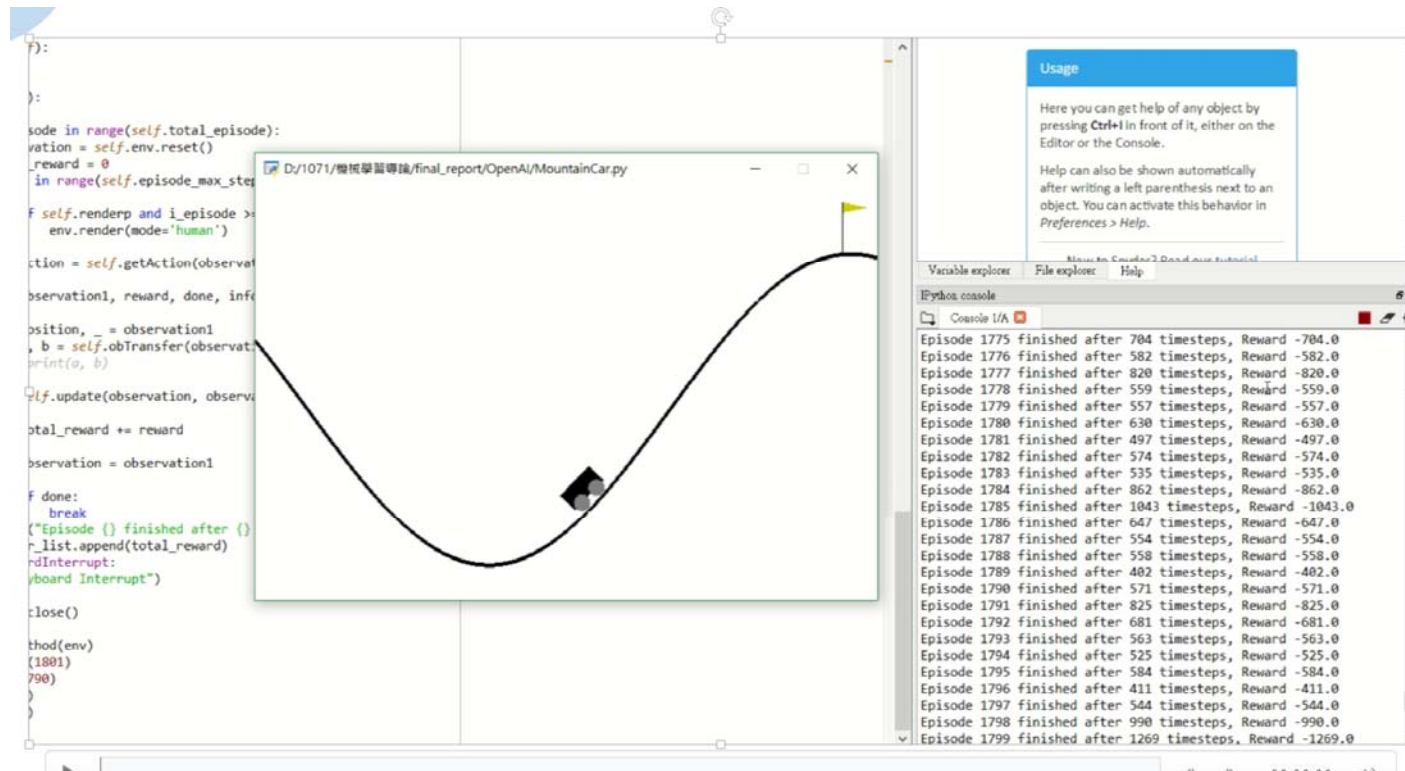 f):
):
sode in range(self.total_episode):
vation = self.env.reset()
_reward = 0
in range(self.episode_max_step
f self.renderp and i_episode >=
env.render(mode='human')
ction = self.getAction(observat
bservation1, reward, done, info
osition, _ = observation1
, b = self.obTransfer(observati
print(a, b)
elf.update(observation, observa
otal_reward += reward
bservation = observation1
f done:
break
("Episode {} finished after {}
r_list.append(total_reward)
rdInterrupt:
yboard Interrupt")
close()
thod(env)
(1801)
790)
)
)
D:/1071/機械學習導論/final_report/OpenAI/MountainCar.py
Usage
Here you can get help of any object by
pressing Ctrl+I in front of it, either on the
Editor or the Console.
Help can also be shown automatically
after writing a left parenthesis next to an
object. You can activate this behavior in
Preferences > Help.
New to Spyder? Read our tutorial
Variable explorer File explorer Help
IPython console
Console 1/A
Episode 1775 finished after 704 timesteps, Reward -704.0
Episode 1776 finished after 582 timesteps, Reward -582.0
Episode 1777 finished after 820 timesteps, Reward -820.0
Episode 1778 finished after 559 timesteps, Reward -559.0
Episode 1779 finished after 557 timesteps, Reward -557.0
Episode 1780 finished after 630 timesteps, Reward -630.0
Episode 1781 finished after 497 timesteps, Reward -497.0
Episode 1782 finished after 574 timesteps, Reward -574.0
Episode 1783 finished after 535 timesteps, Reward -535.0
Episode 1784 finished after 862 timesteps, Reward -862.0
Episode 1785 finished after 1043 timesteps, Reward -1043.0
Episode 1786 finished after 647 timesteps, Reward -647.0
Episode 1787 finished after 554 timesteps, Reward -554.0
Episode 1788 finished after 558 timesteps, Reward -558.0
Episode 1789 finished after 402 timesteps, Reward -402.0
Episode 1790 finished after 571 timesteps, Reward -571.0
Episode 1791 finished after 825 timesteps, Reward -825.0
Episode 1792 finished after 681 timesteps, Reward -681.0
Episode 1793 finished after 563 timesteps, Reward -563.0
Episode 1794 finished after 525 timesteps, Reward -525.0
Episode 1795 finished after 584 timesteps, Reward -584.0
Episode 1796 finished after 411 timesteps, Reward -411.0
Episode 1797 finished after 544 timesteps, Reward -544.0
Episode 1798 finished after 990 timesteps, Reward -990.0
Episode 1799 finished after 1269 timesteps, Reward -1269.0